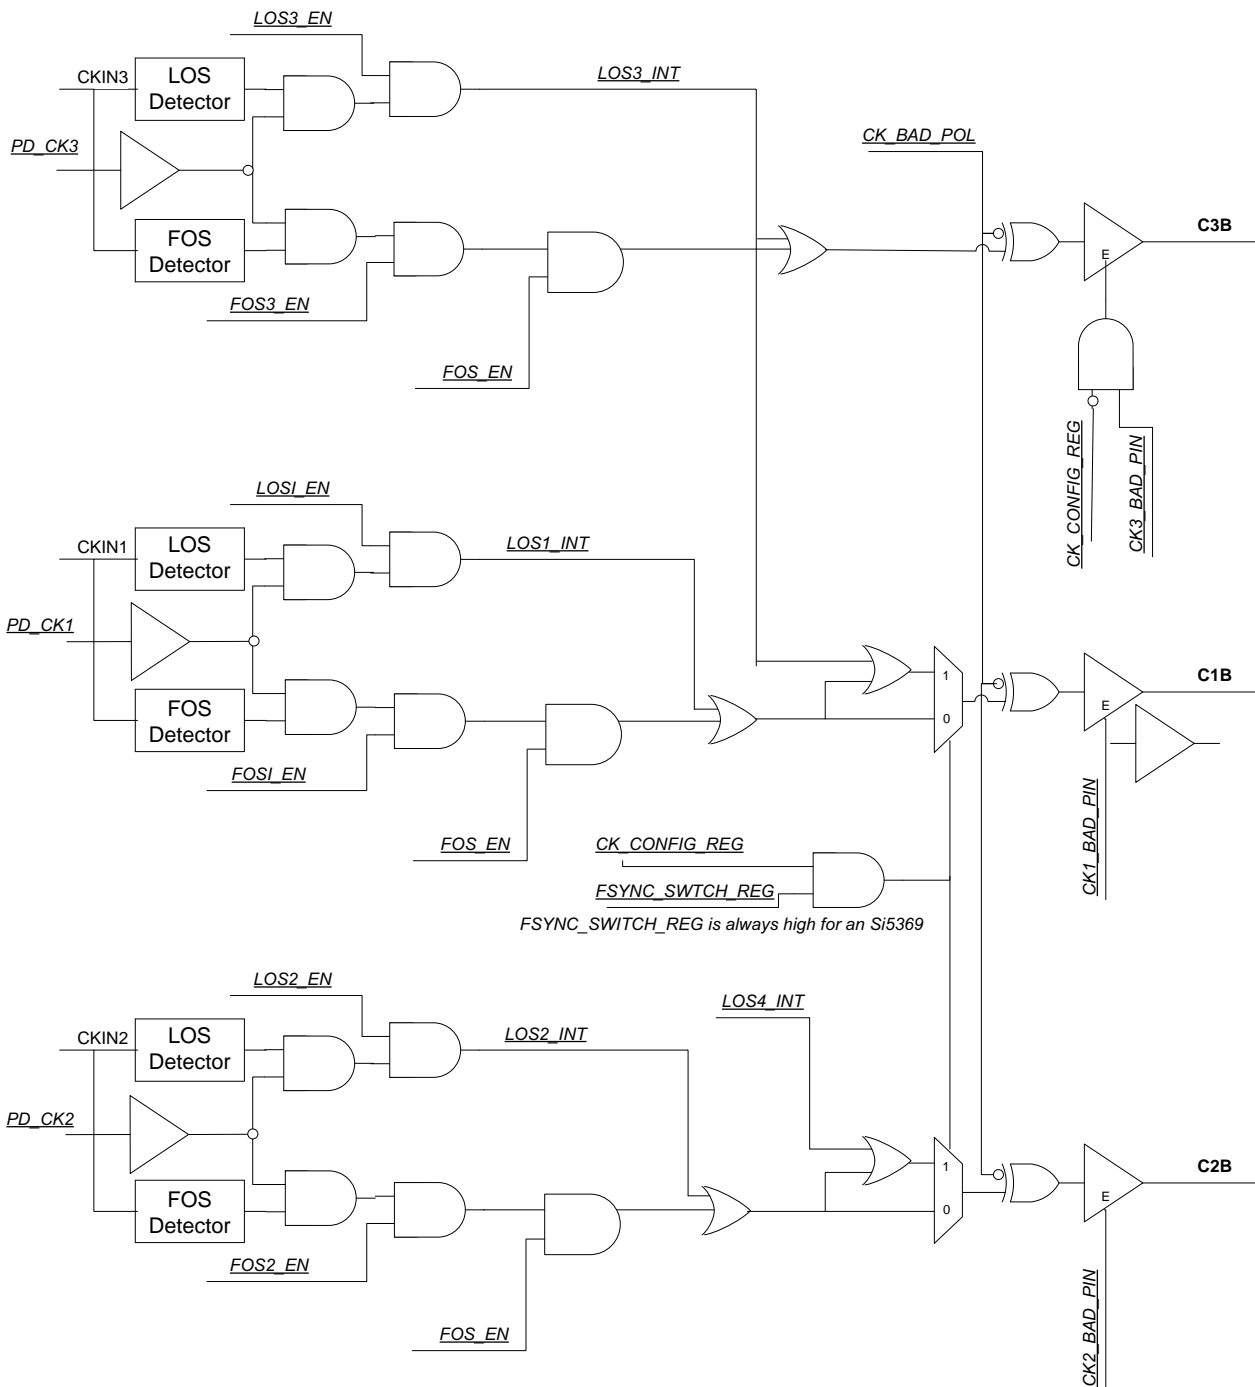 LOS3_EN
CKIN3
LOS
Detector
LOS3_INT
PD_CK3
CK_BAD_POL
FOS
Detector
C3B
E
FOS3_EN
FOS_EN
CK_CONFIG_REG
CK3_BAD_PIN
LOSI_EN
CKIN1
LOS
Detector
LOS1_INT
PD_CK1
FOS
Detector
1
0
C1B
E
FOSI_EN
FOS_EN
CK1_BAD_PIN
CK_CONFIG_REG
FSYNC_SWTCH_REG
FSYNC_SWITCH_REG is always high for an Si5369
LOS2_EN
LOS4_INT
CKIN2
LOS
Detector
LOS2_INT
PD_CK2
FOS
Detector
1
0
C2B
E
FOS2_EN
FOS_EN
CK2_BAD_PIN